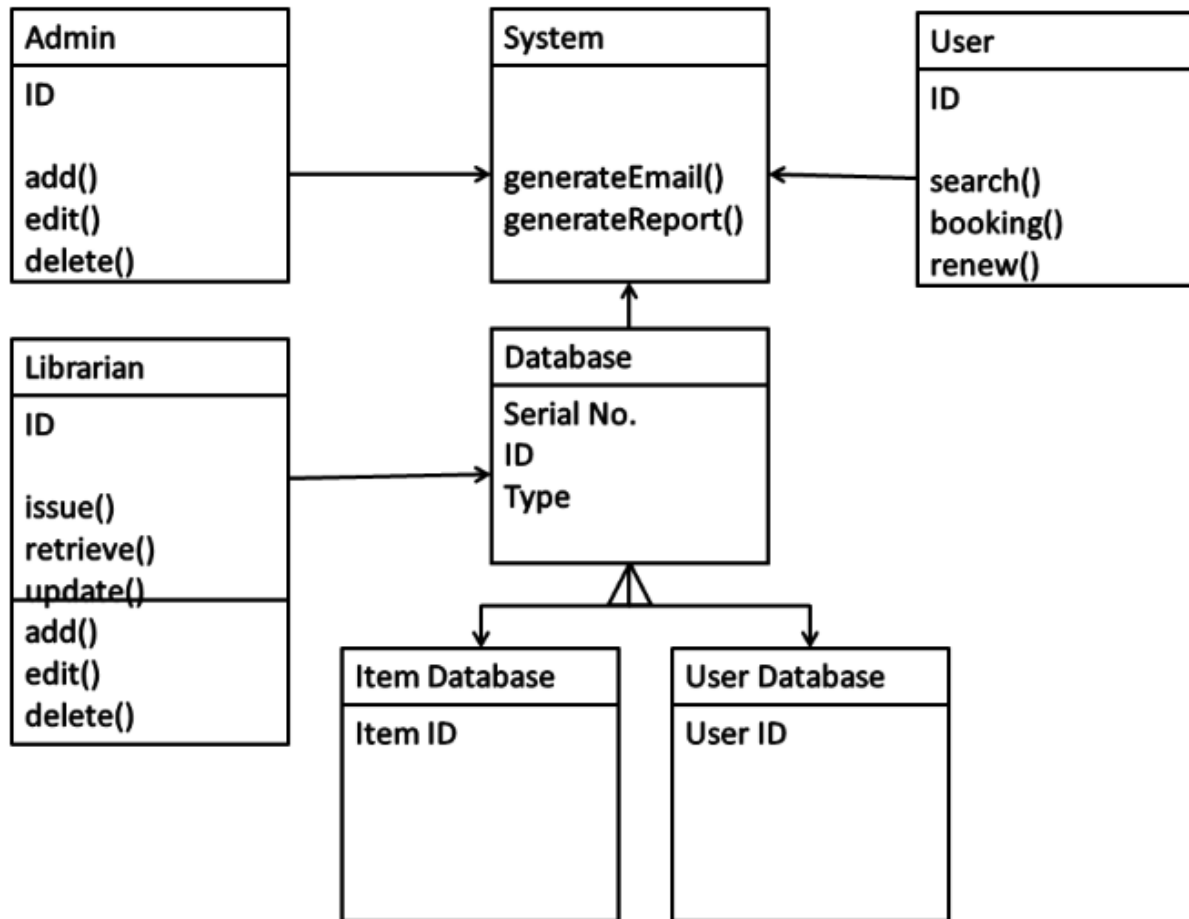 Admin
ID
add()
edit()
delete()
System
generateEmail()
generateReport()
User
ID
search()
booking()
renew()
Librarian
ID
issue()
retrieve()
update()
add()
edit()
delete()
Database
Serial No.
ID
Type
Item Database
Item ID
User Database
User ID